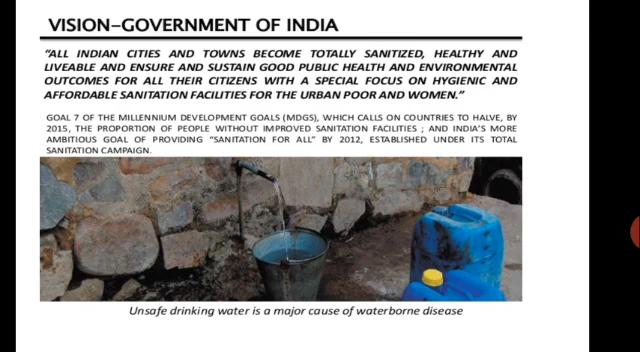 VISION–GOVERNMENT OF INDIA
“ALL INDIAN CITIES AND TOWNS BECOME TOTALLY SANITIZED, HEALTHY AND
LIVEABLE AND ENSURE AND SUSTAIN GOOD PUBLIC HEALTH AND ENVIRONMENTAL
OUTCOMES FOR ALL THEIR CITIZENS WITH A SPECIAL FOCUS ON HYGIENIC AND
AFFORDABLE SANITATION FACILITIES FOR THE URBAN POOR AND WOMEN.”
GOAL 7 OF THE MILLENNIUM DEVELOPMENT GOALS (MDGS), WHICH CALLS ON COUNTRIES TO HALVE, BY
2015, THE PROPORTION OF PEOPLE WITHOUT IMPROVED SANITATION FACILITIES ; AND INDIA’S MORE
AMBITIOUS GOAL OF PROVIDING “SANITATION FOR ALL” BY 2012, ESTABLISHED UNDER ITS TOTAL
SANITATION CAMPAIGN.
Unsafe drinking water is a major cause of waterborne disease